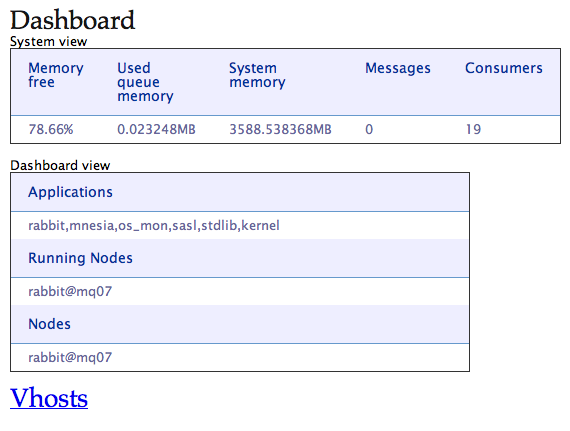 Dashboard
System view
Memory free Used queue memory System memory Messages Consumers
78.66% 0.023248MB 3588.538368MB 0 19
Dashboard view
Applications
rabbit,mnesia,os_mon,sasl,stdlib,kernel
Running Nodes
rabbit@mq07
Nodes
rabbit@mq07
Vhosts